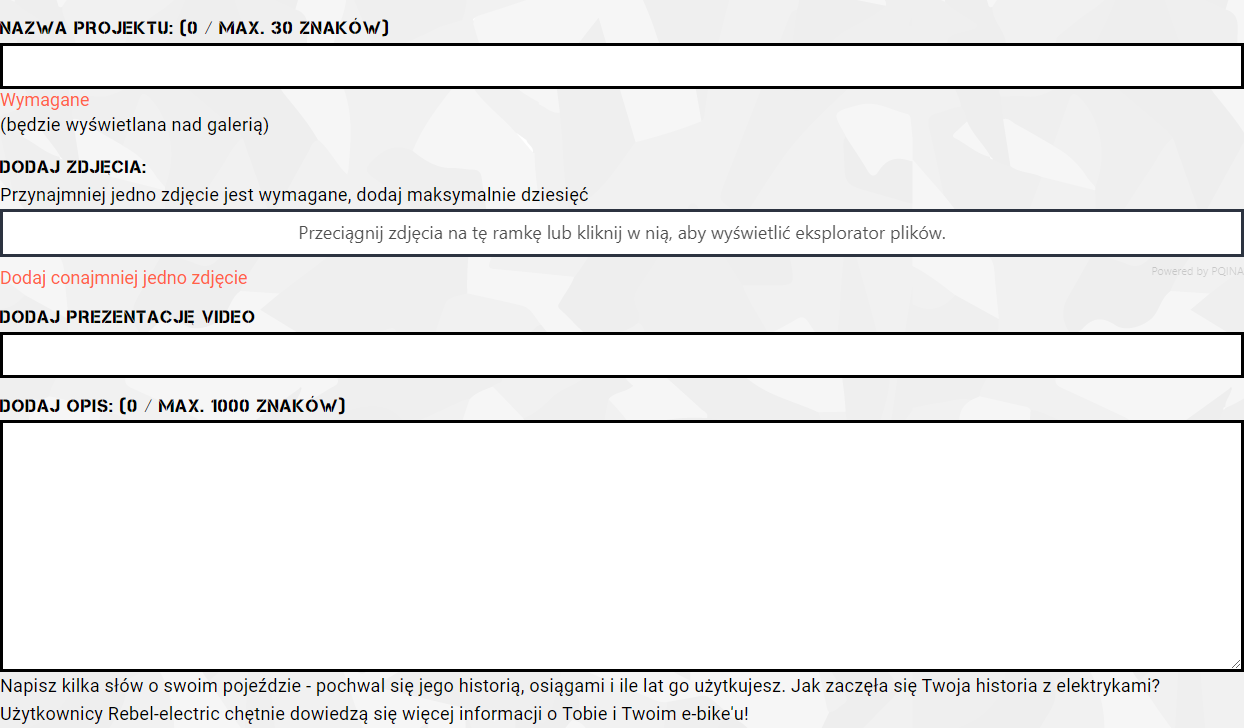 NAZWA PROJEKTU: (0 / MAX. 30 ZNAKÓW)
Wymagane
(będzie wyświetlana nad galerią)
DODAJ ZDJĘCIA:
Przynajmniej jedno zdjęcie jest wymagane, dodaj maksymalnie dziesięć
Przeciągnij zdjęcia na tę ramkę lub kliknij w nią, aby wyświetlić eksplorator plików.
Powered by PQINA
Dodaj conajmniej jedno zdjęcie
DODAJ PREZENTACJĘ VIDEO
DODAJ OPIS: (0 / MAX. 1000 ZNAKÓW)
Napisz kilka słów o swoim pojeździe - pochwal się jego historią, osiągami i ile lat go użytkujesz. Jak zaczęła się Twoja historia z elektrykami?
Użytkownicy Rebel-electric chętnie dowiedzą się więcej informacji o Tobie i Twoim e-bike'u!